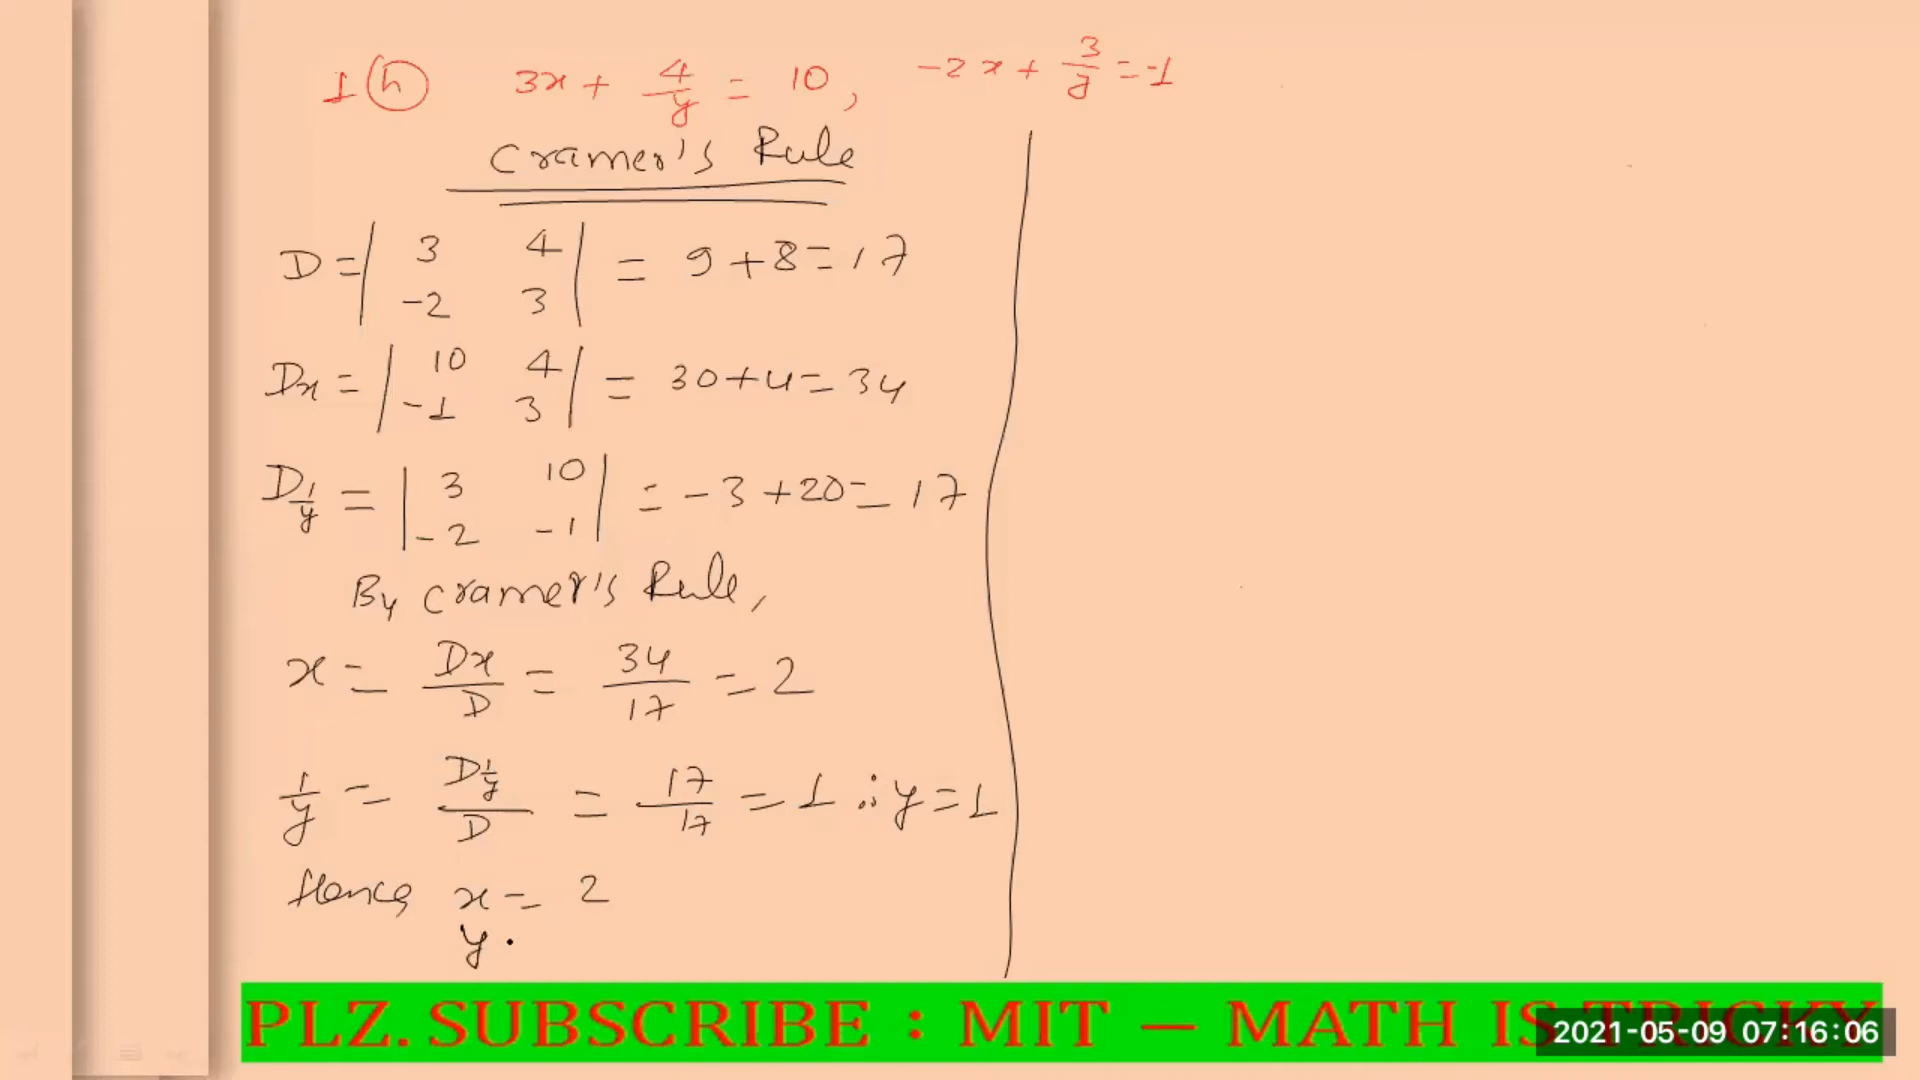 1 (h) 3x + 4/y = 10, -2x + 3/y = -1
Cramer's Rule
D = | 3 4 | = 9+8 = 17
-2 3
Dx = | 10 4 | = 30+4 = 34
-1 3
D1/y = | 3 10 | = -3+20 = 17
-2 -1
By Cramer's Rule,
x = Dx/D = 34/17 = 2
1/y = D1/y/D = 17/17 = 1 ∴ y = 1
Hence x = 2
y
PLZ. SUBSCRIBE : MIT – MATH IS TRICKY
2021-05-09 07:16:06